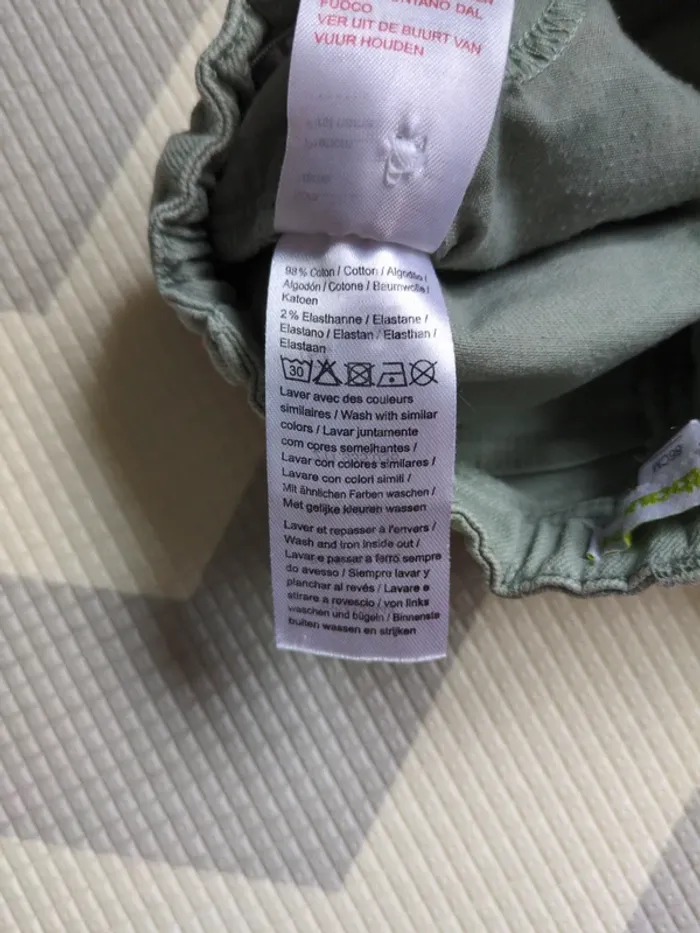 NTANO DAL
FUOCO
VER UIT DE BUURT VAN
VUUR HOUDEN
98% Coton / Cotton / Algodão /
Algodón / Cotone / Baumwolle /
Katoen
2% Elasthanne / Elastane /
Elastano / Elastan / Elasthan /
Elastaan
30
Laver avec des couleurs
similaires / Wash with similar
colors / Lavar juntamente
com cores semelhantes /
Lavar con colores similares /
Lavare con colori simili /
Mit ähnlichen Farben waschen /
Met gelijke kleuren wassen
Laver et repasser à l'envers /
Wash and iron inside out /
Lavar e passar a ferro sempre
do avesso / Siempre lavar y
planchar al revés / Lavare e
stirare a rovescio / von links
waschen und bügeln / Binnenste
buiten wassen en strijken